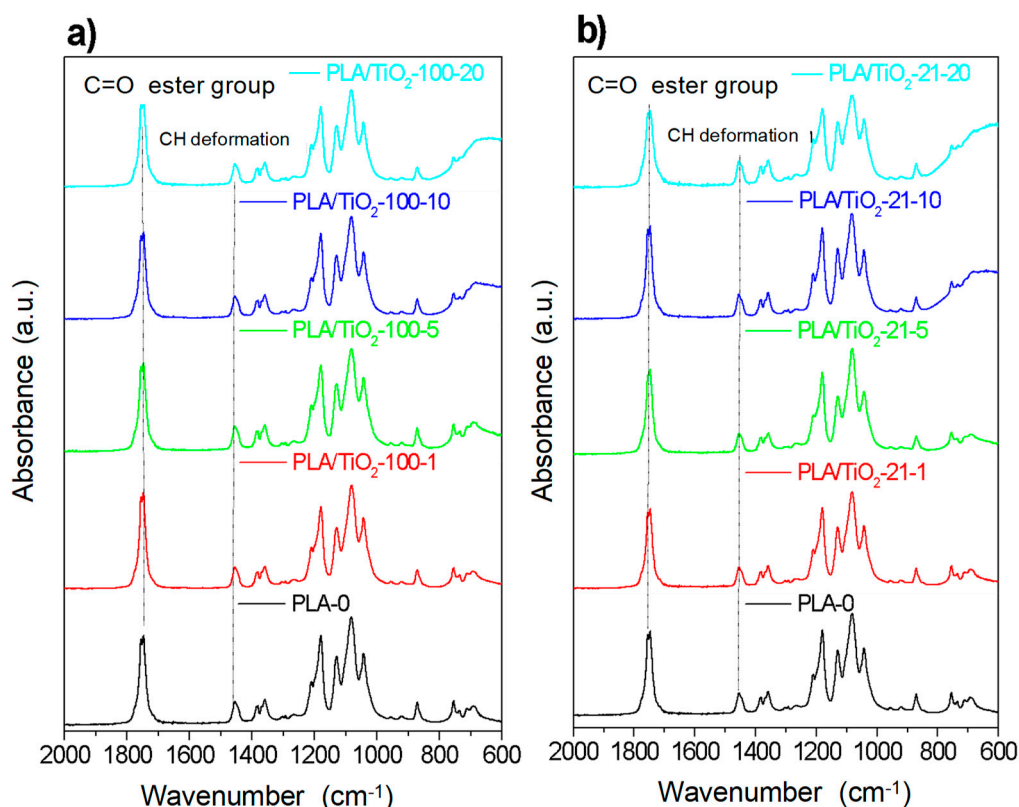 a)
PLA/TiO₂-100-20
C=O ester group
CH deformation
PLA/TiO₂-100-10
PLA/TiO₂-100-5
PLA/TiO₂-100-1
PLA-0
Absorbance (a.u.)
2000 1800 1600 1400 1200 1000 800 600
Wavenumber (cm⁻¹)
b)
PLA/TiO₂-21-20
C=O ester group
CH deformation
PLA/TiO₂-21-10
PLA/TiO₂-21-5
PLA/TiO₂-21-1
PLA-0
Absorbance (a.u.)
2000 1800 1600 1400 1200 1000 800 600
Wavenumber (cm⁻¹)